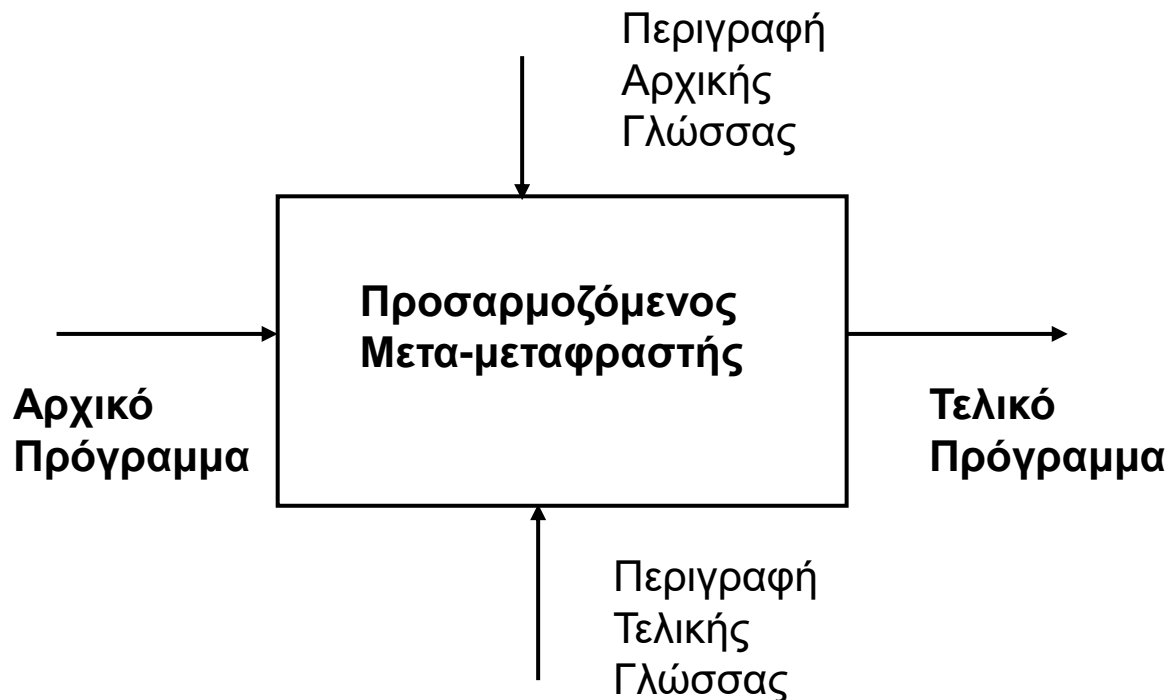 Περιγραφή
Αρχικής
Γλώσσας
Προσαρμοζόμενος
Μετα-μεταφραστής
Αρχικό
Πρόγραμμα
Τελικό
Πρόγραμμα
Περιγραφή
Τελικής
Γλώσσας